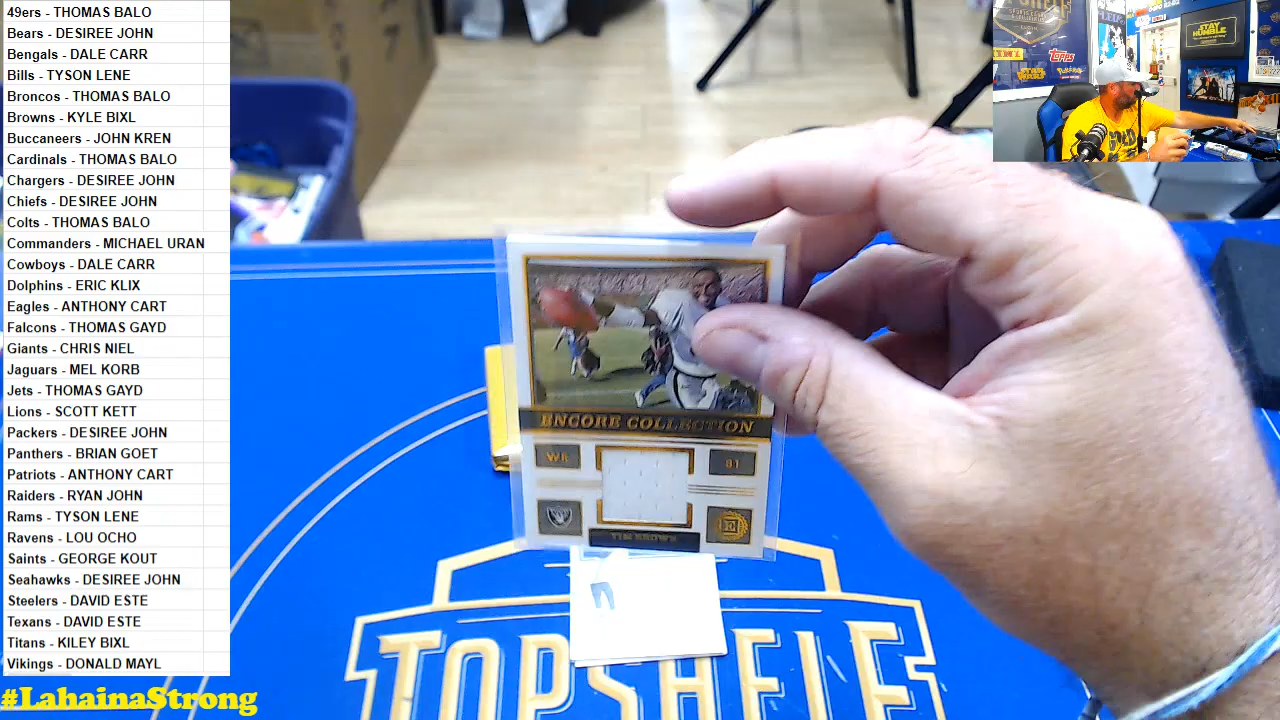 49ers - THOMAS BALO
Bears - DESIREE JOHN
Bengals - DALE CARR
Bills - TYSON LENE
Broncos - THOMAS BALO
Browns - KYLE BIXL
Buccaneers - JOHN KREN
Cardinals - THOMAS BALO
Chargers - DESIREE JOHN
Chiefs - DESIREE JOHN
Colts - THOMAS BALO
Commanders - MICHAEL URAN
Cowboys - DALE CARR
Dolphins - ERIC KLIX
Eagles - ANTHONY CART
Falcons - THOMAS GAYD
Giants - CHRIS NIEL
Jaguars - MEL KORB
Jets - THOMAS GAYD
Lions - SCOTT KETT
Packers - DESIREE JOHN
Panthers - BRIAN GOET
Patriots - ANTHONY CART
Raiders - RYAN JOHN
Rams - TYSON LENE
Ravens - LOU OCHO
Saints - GEORGE KOUT
Seahawks - DESIREE JOHN
Steelers - DAVID ESTE
Texans - DAVID ESTE
Titans - KILEY BIXL
Vikings - DONALD MAYL
#LahainaStrong
STAY
HUMBLE
Topps
STAR
WARS
ENCORE COLLECTION
WR
81
E
TIM BROWN
TOPSHELF